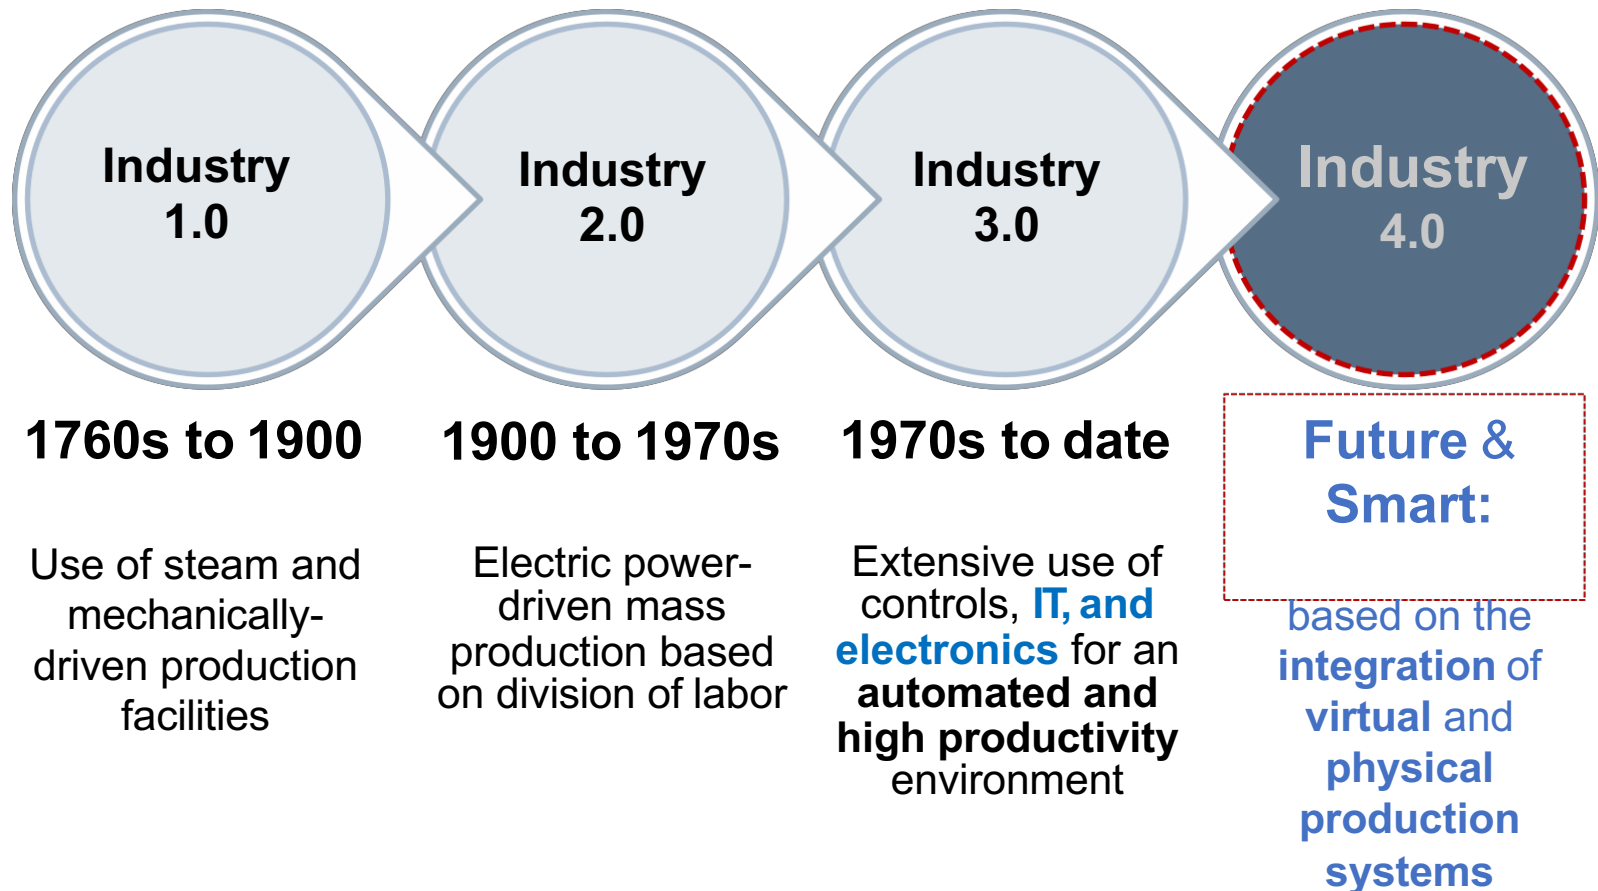 Industry
1.0
Industry
2.0
Industry
3.0
Industry
4.0
1760s to 1900
Use of steam and
mechanically-
driven production
facilities
1900 to 1970s
Electric power-
driven mass
production based
on division of labor
1970s to date
Extensive use of
controls, IT, and
electronics for an
automated and
high productivity
environment
Future &
Smart:
based on the
integration of
virtual and
physical
production
systems